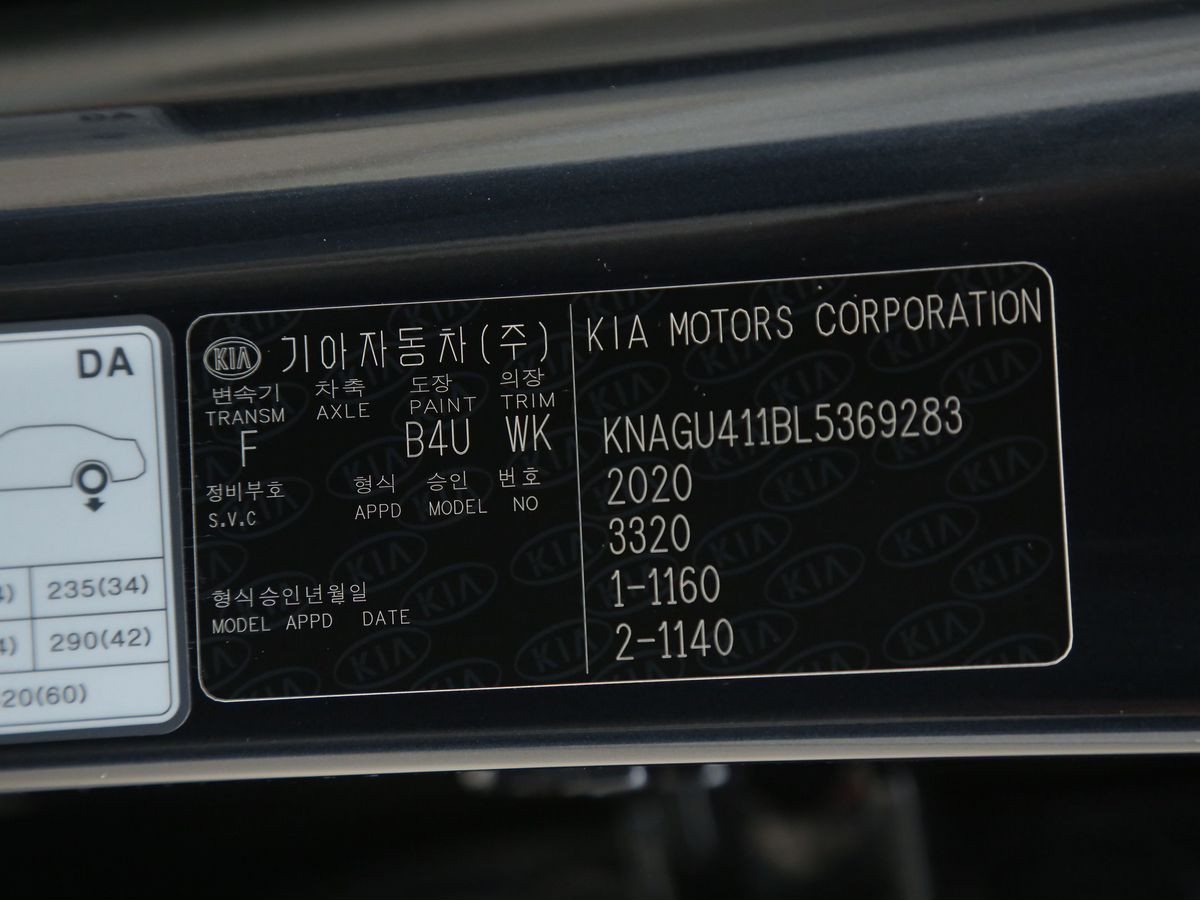 DA
235(34)
290(42)
20(60)
KIA 기아자동차(주)
변속기 차축 도장 의장
TRANSM AXLE PAINT TRIM
F B4U WK
정비부호 형식 승인 번호
S.V.C APPD MODEL NO
형식승인년월일
MODEL APPD DATE
KIA MOTORS CORPORATION
KNAGU411BL5369283
2020
3320
1-1160
2-1140